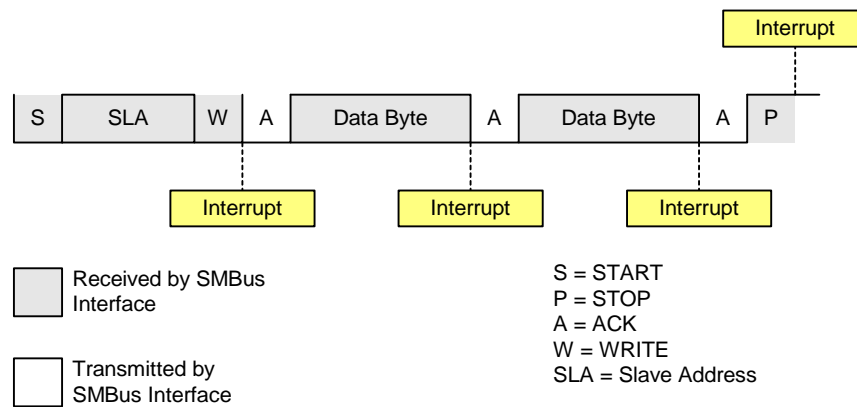 Interrupt
S SLA W A Data Byte A Data Byte A P
Interrupt Interrupt Interrupt
Received by SMBus
Interface
Transmitted by
SMBus Interface
S = START
P = STOP
A = ACK
W = WRITE
SLA = Slave Address